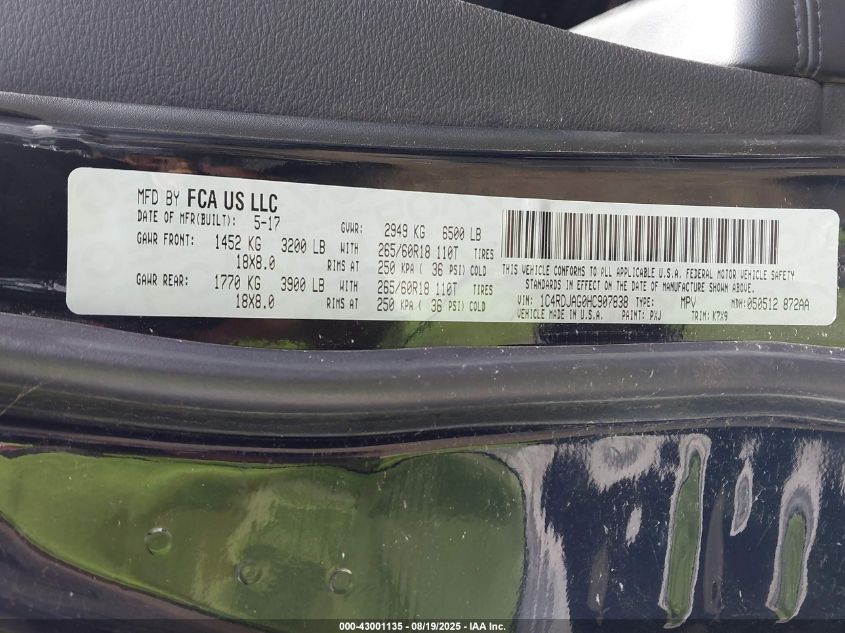 MFD BY FCA US LLC
DATE OF MFR(BUILT): 5-17 GVWR: 2949 KG 6500 LB
GAWR FRONT: 1452 KG 3200 LB WITH 265/60R18 110T TIRES
18X8.0 RIMS AT 250 KPA ( 36 PSI) COLD
GAWR REAR: 1770 KG 3900 LB WITH 265/60R18 110T TIRES
18X8.0 RIMS AT 250 KPA ( 36 PSI) COLD
THIS VEHICLE CONFORMS TO ALL APPLICABLE U.S.A. FEDERAL MOTOR VEHICLE SAFETY
STANDARDS IN EFFECT ON THE DATE OF MANUFACTURE SHOWN ABOVE.
VIN: 1C4RDJAG0HC907838 TYPE: MPV MDH: 050512 072AA
VEHICLE MADE IN U.S.A. PAINT: PXJ TRIM: K7X9
000-43001135 - 08/19/2025 - IAA Inc.